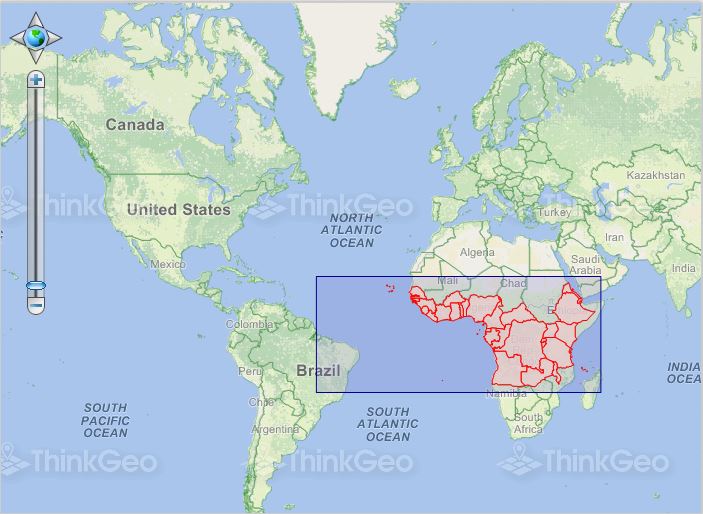 Canada
Kazakhstan
ThinkGeo
ThinkGeo
ThinkGeo
United States
NORTH
ATLANTIC
OCEAN
Turkey
Iran
Algeria
Saudi
Arabia
Mexico
India
Mali
Chad
Colombia
Brazil
Peru
INDIA
OCEA
Namibia
Chile
SOUTH
PACIFIC
OCEAN
SOUTH
ATLANTIC
OCEAN
South
Africa
Argentina
ThinkGeo
ThinkGeo
ThinkGeo